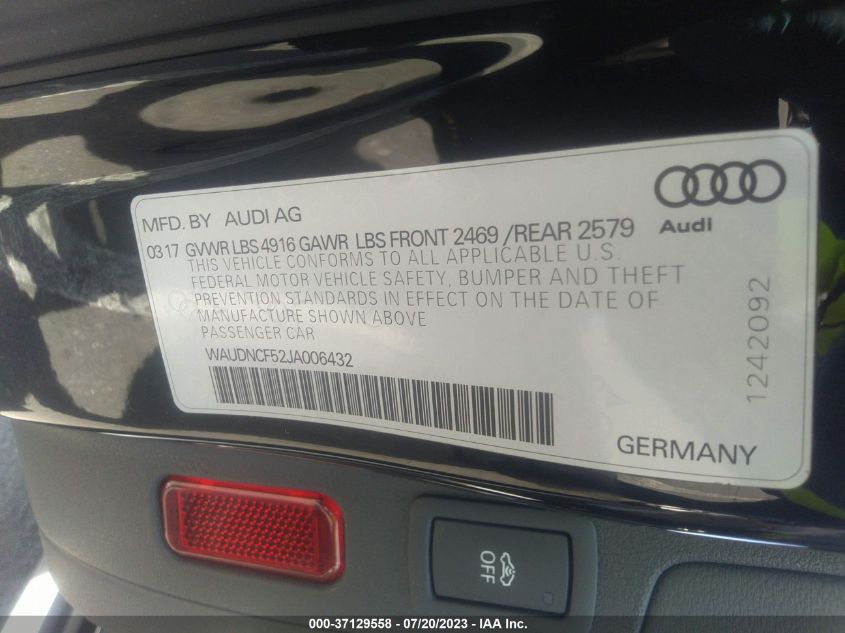 MFD. BY AUDI AG
Audi
03 17 GVWR LBS 4916 GAWR LBS FRONT 2469 /REAR 2579
THIS VEHICLE CONFORMS TO ALL APPLICABLE U.S.
FEDERAL MOTOR VEHICLE SAFETY, BUMPER AND THEFT
PREVENTION STANDARDS IN EFFECT ON THE DATE OF
MANUFACTURE SHOWN ABOVE
PASSENGER CAR
WAUDNCF52JA006432
1242092
GERMANY
OFF
000-37129558 / 07/20/2023 - IAA Inc.